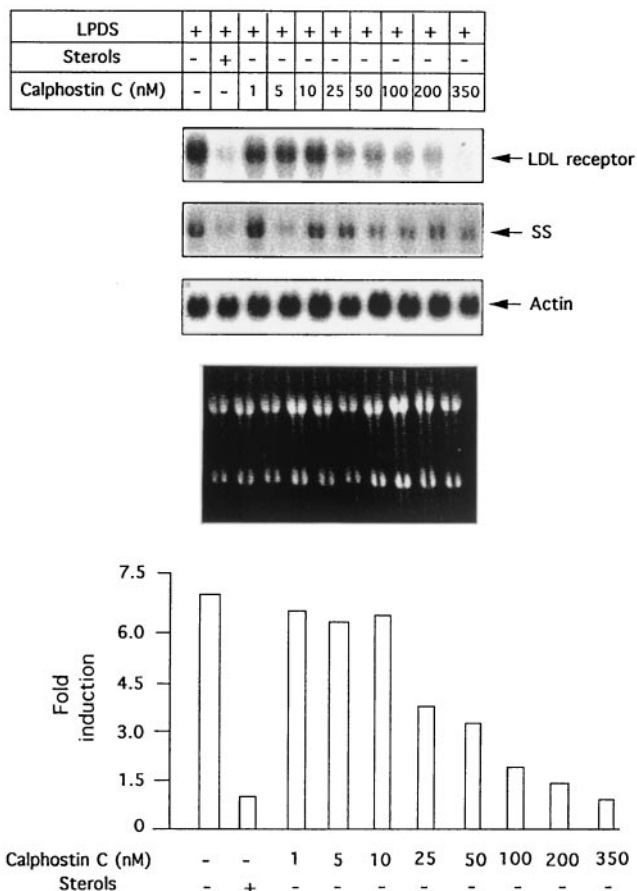 LPDS + + + + + + + + + +
Sterols - + - - - - - - - -
Calphostin C (nM) - - 1 5 10 25 50 100 200 350
LDL receptor
SS
Actin
7.5
6.0
4.5
3.0
1.5
0
Fold
induction
Calphostin C (nM) - - 1 5 10 25 50 100 200 350
Sterols - + - - - - - - - -